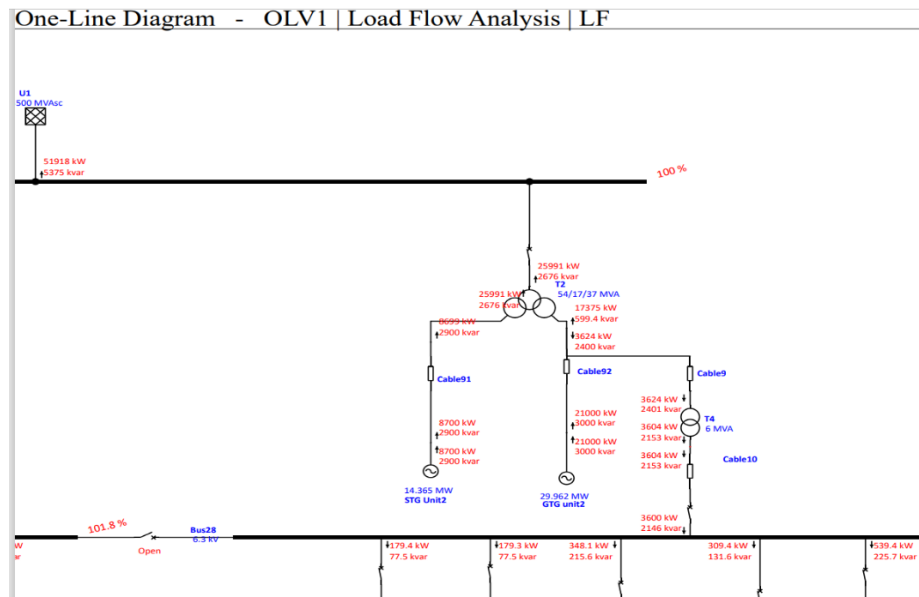 One-Line Diagram - OLV1 | Load Flow Analysis | LF
U1
500 MVAsc
51918 kW
5375 kvar
100 %
25991 kW
2676 kvar
T2
54/17/37 MVA
25991 kW
2676 kvar
17375 kW
599.4 kvar
8699 kW
2900 kvar
3624 kW
2400 kvar
Cable91
Cable92
Cable9
3624 kW
2401 kvar
T4
6 MVA
3604 kW
2153 kvar
8700 kW
2900 kvar
21000 kW
3000 kvar
8700 kW
2900 kvar
21000 kW
3000 kvar
3604 kW
2153 kvar
Cable10
14.365 MW
STG Unit2
29.962 MW
GTG unit2
3600 kW
2146 kvar
101.8 %
Bus28
6.3 kV
Open
W
ar
179.4 kW
77.5 kvar
179.3 kW
77.5 kvar
348.1 kW
215.6 kvar
309.4 kW
131.6 kvar
539.4 kW
225.7 kvar